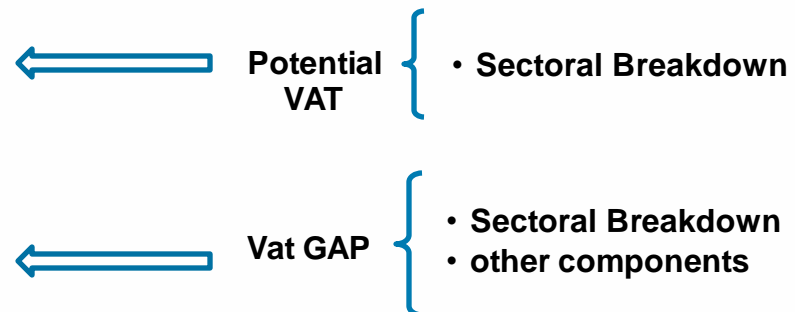 Potential
VAT
• Sectoral Breakdown
Vat GAP
• Sectoral Breakdown
• other components